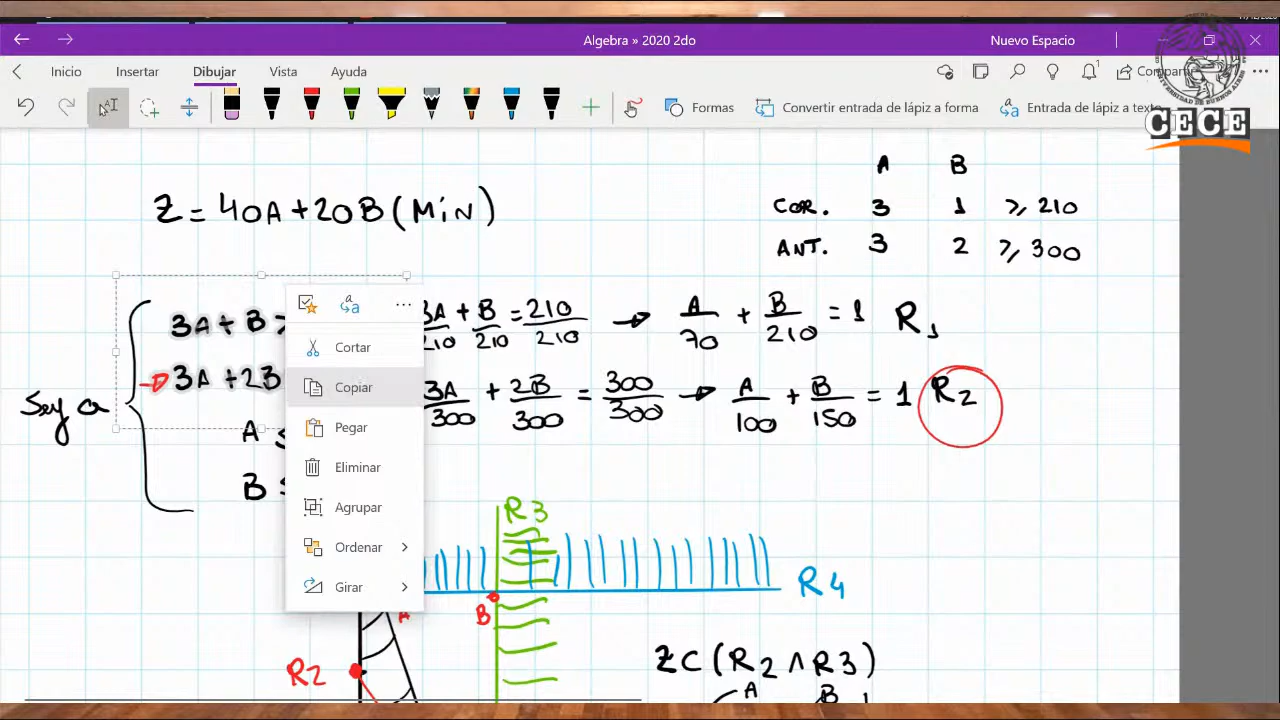 Algebra » 2020 2do
Nuevo Espacio
Inicio Insertar Dibujar Vista Ayuda
Formas Convertir entrada de lápiz a forma Entrada de lápiz a texto
CECE
A B
Z = 40A + 20B (MiN)
COR. 3 1 ≥ 210
ANT. 3 2 ≥ 300
3A + B
3A + B/210 = 210/210 → A/70 + B/210 = 1 R1
3A + 2B
3A/300 + 2B/300 = 300/300 → A/100 + B/150 = 1 R2
A
B
Cortar
Copiar
Pegar
Eliminar
Agrupar
Ordenar
Girar
R3
R4
A
B
R2
ZC (R2 ∧ R3)
A B